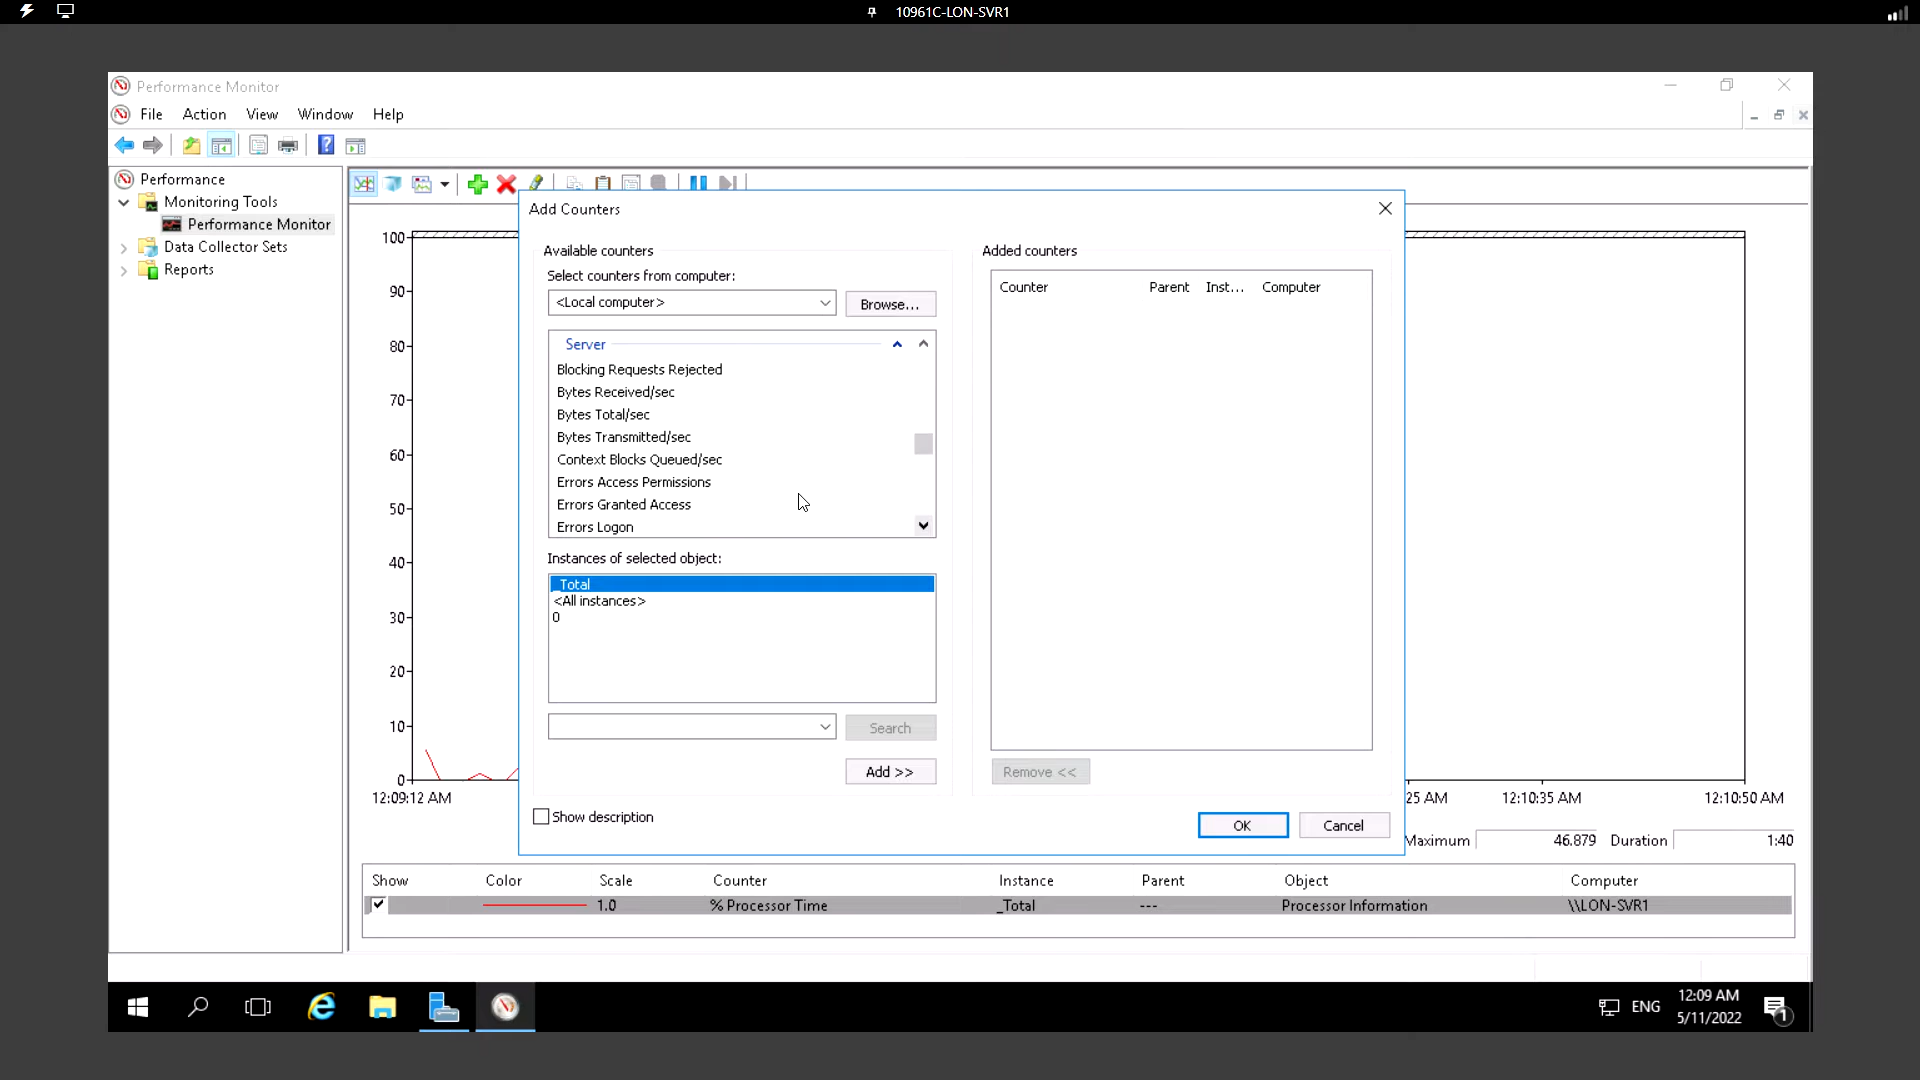 10961C-LON-SVR1
Performance Monitor
File Action View Window Help
Performance
Monitoring Tools
Performance Monitor
Data Collector Sets
Reports
Add Counters
Available counters
Select counters from computer:
<Local computer>
Browse...
Server
Blocking Requests Rejected
Bytes Received/sec
Bytes Total/sec
Bytes Transmitted/sec
Context Blocks Queued/sec
Errors Access Permissions
Errors Granted Access
Errors Logon
Instances of selected object:
_Total
<All instances>
0
Search
Add >>
Show description
Added counters
Counter Parent Inst... Computer
Remove <<
OK
Cancel
100
90
80
70
60
50
40
30
20
10
0
12:09:12 AM
25 AM
12:10:35 AM
12:10:50 AM
Maximum 46.879 Duration 1:40
Show Color Scale Counter Instance Parent Object Computer
1.0 % Processor Time _Total --- Processor Information \\LON-SVR1
ENG
12:09 AM
5/11/2022
1